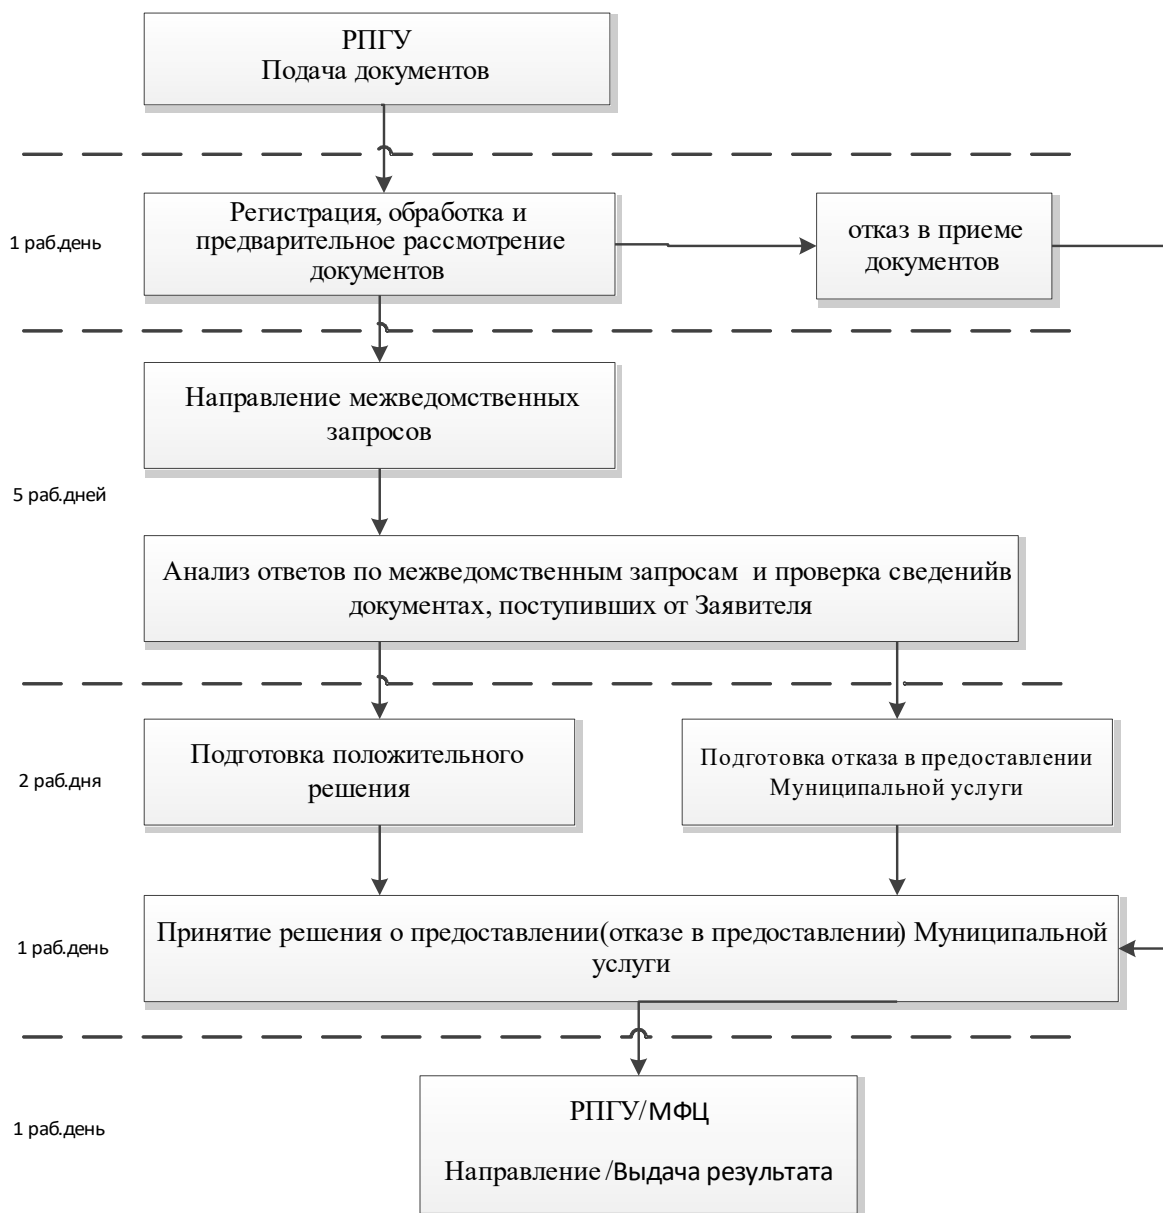 РПГУ
Подача документов
1 раб.день
Регистрация, обработка и
предварительное рассмотрение
документов
отказ в приеме
документов
Направление межведомственных
запросов
5 раб.дней
Анализ ответов по межведомственным запросам и проверка сведенийв
документах, поступивших от Заявителя
2 раб.дня
Подготовка положительного
решения
Подготовка отказа в предоставлении
Муниципальной услуги
1 раб.день
Принятие решения о предоставлении(отказе в предоставлении) Муниципальной
услуги
1 раб.день
РПГУ/МФЦ
Направление/Выдача результата